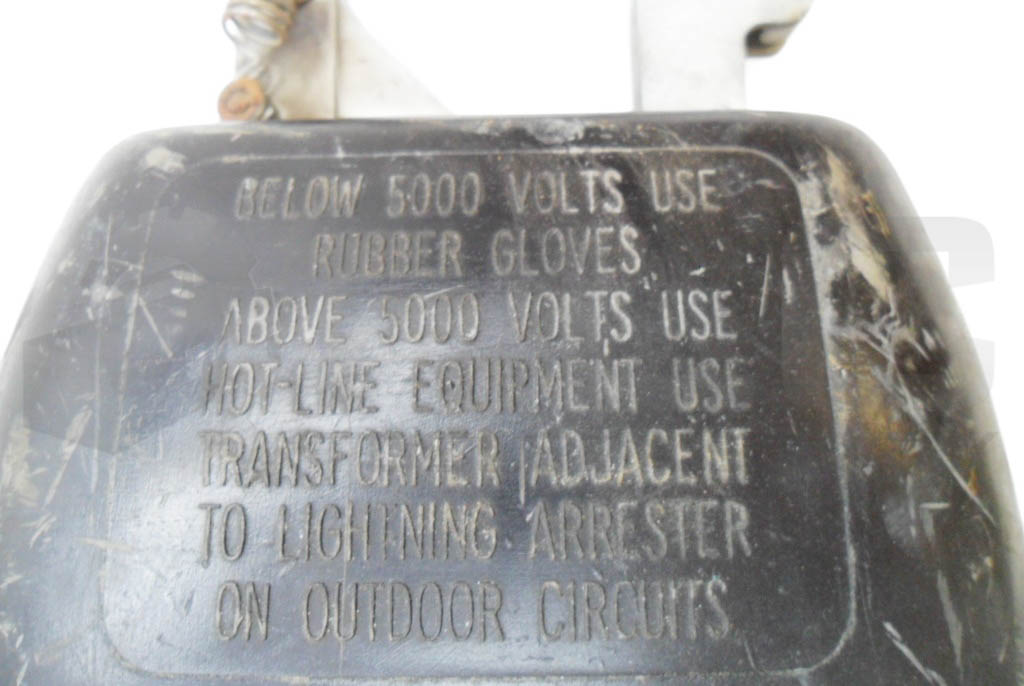 BELOW 5000 VOLTS USE
RUBBER GLOVES
ABOVE 5000 VOLTS USE
HOT-LINE EQUIPMENT USE
TRANSFORMER ADJACENT
TO LIGHTNING ARRESTER
ON OUTDOOR CIRCUITS